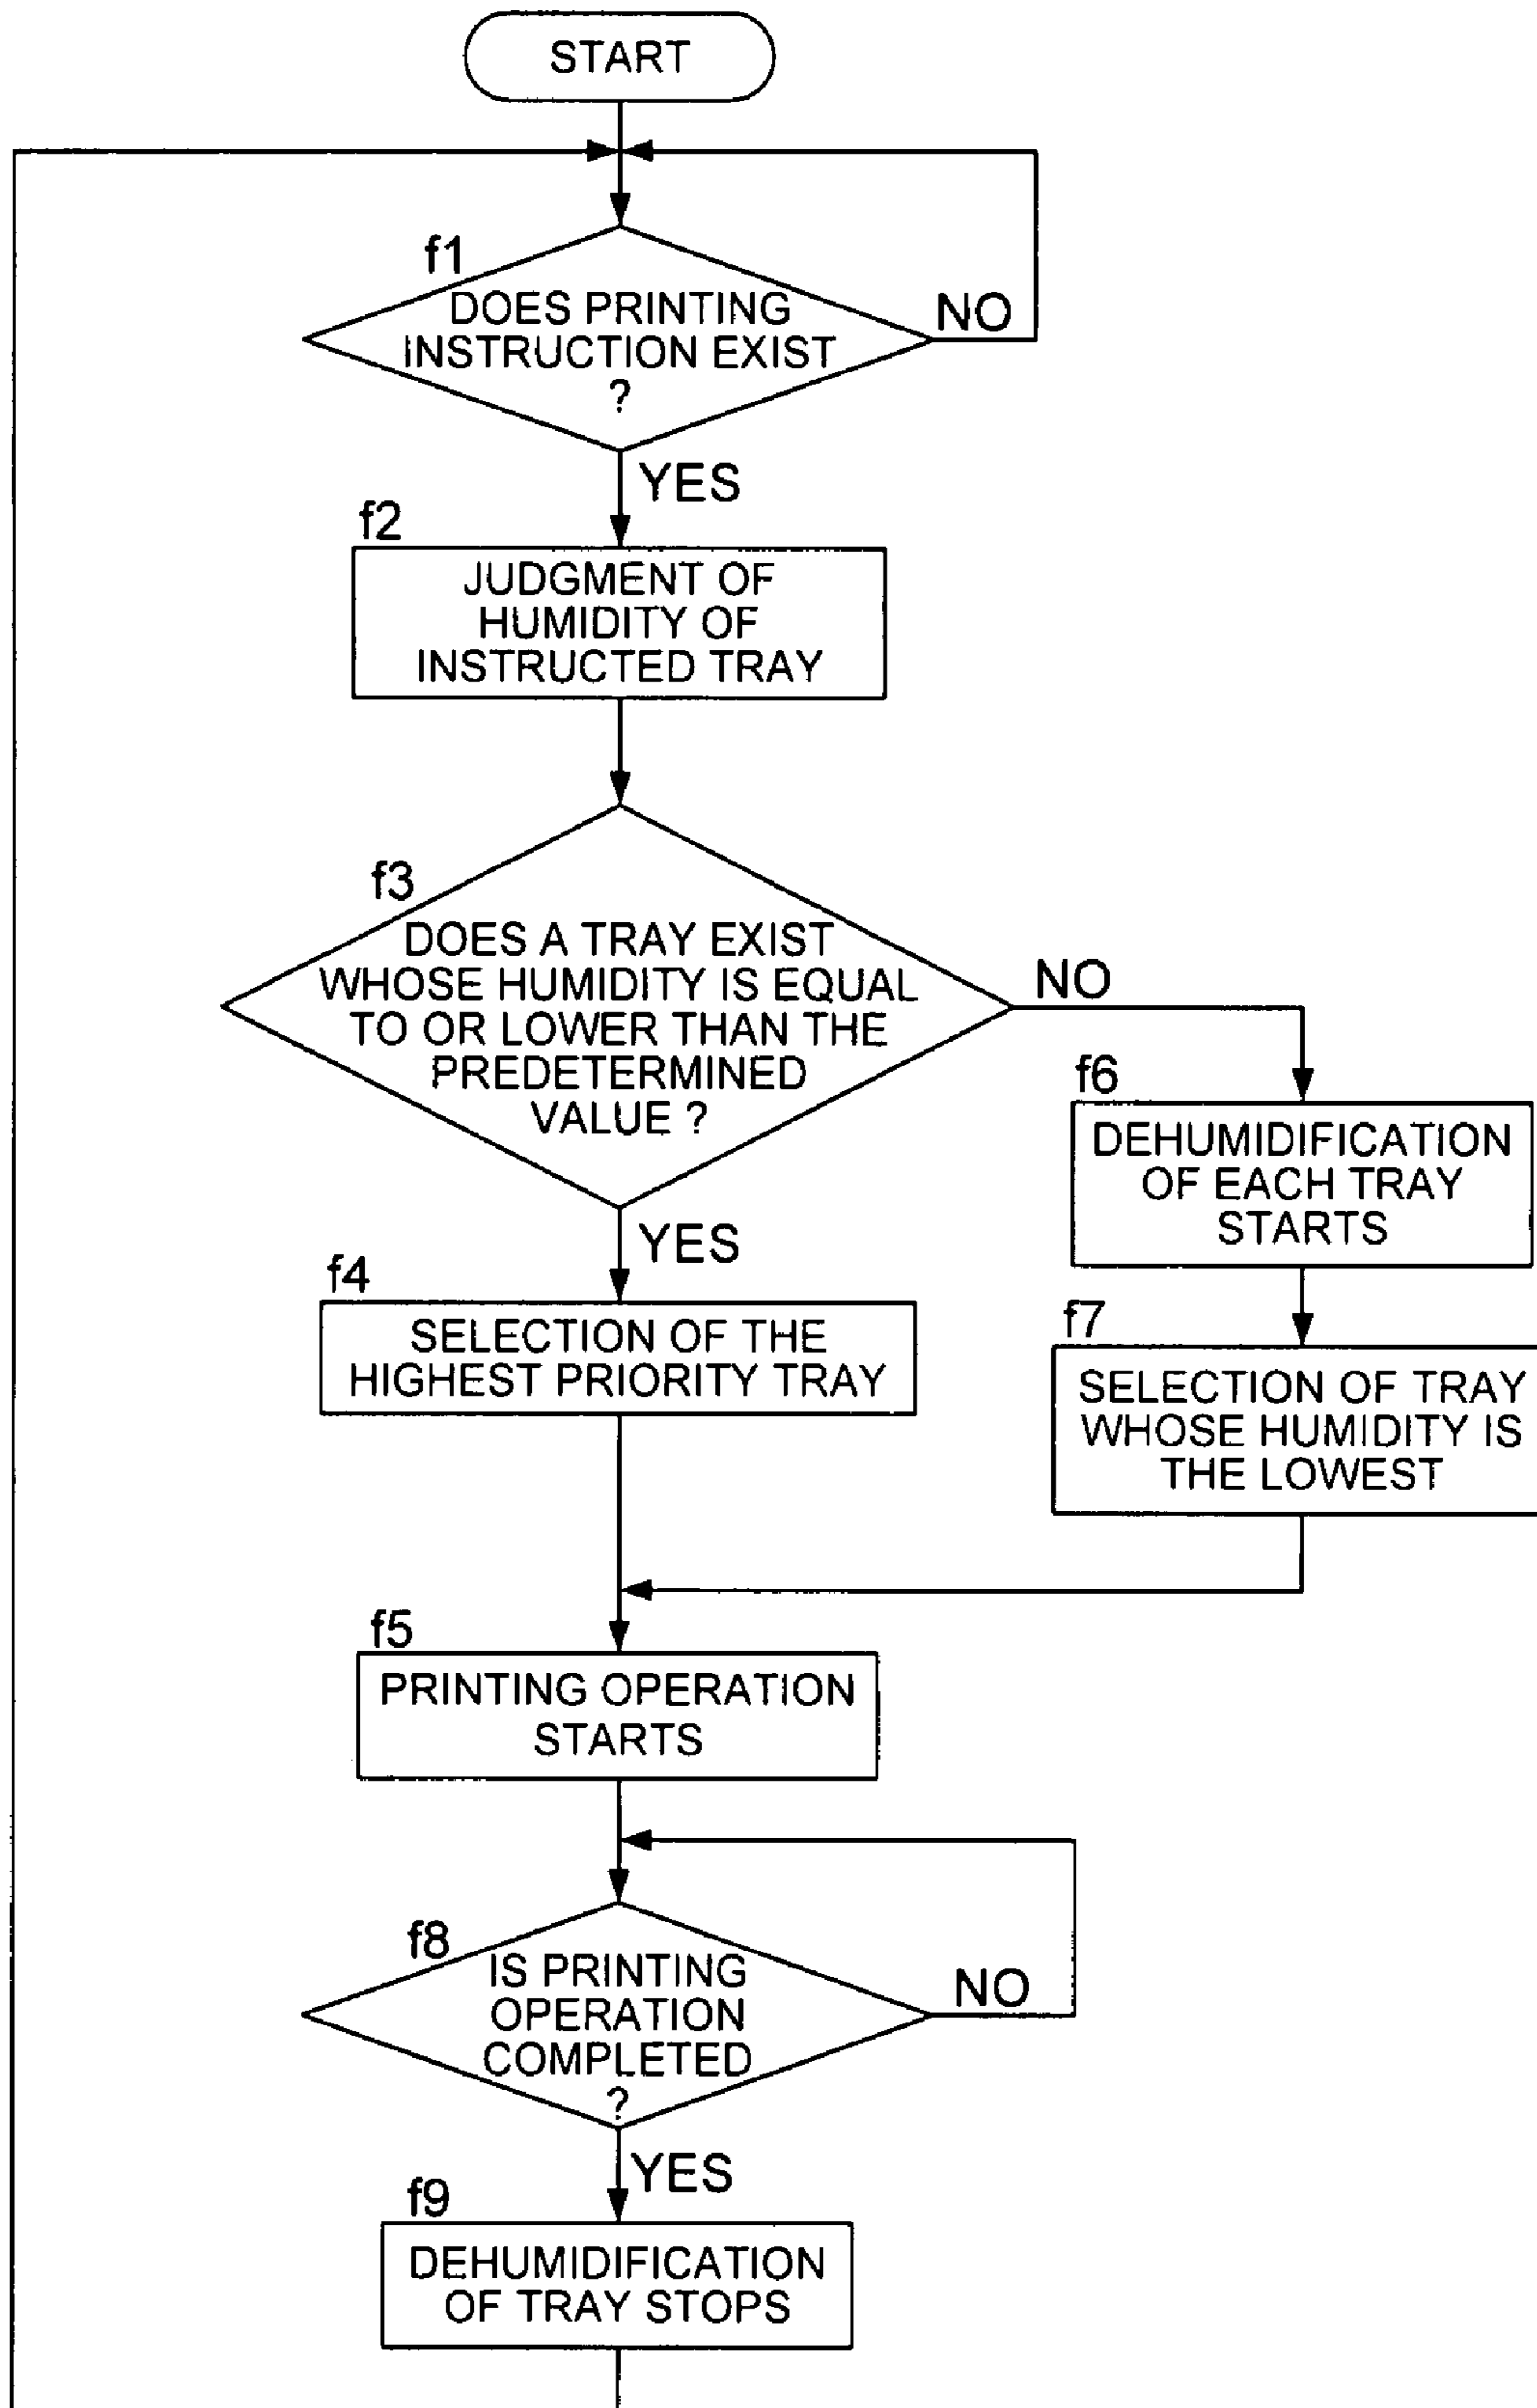 START
f1
DOES PRINTING
INSTRUCTION EXIST
?
NO
YES
f2
JUDGMENT OF
HUMIDITY OF
INSTRUCTED TRAY
f3
DOES A TRAY EXIST
WHOSE HUMIDITY IS EQUAL
TO OR LOWER THAN THE
PREDETERMINED
VALUE ?
NO
YES
f4
SELECTION OF THE
HIGHEST PRIORITY TRAY
f6
DEHUMIDIFICATION
OF EACH TRAY
STARTS
f7
SELECTION OF TRAY
WHOSE HUMIDITY IS
THE LOWEST
f5
PRINTING OPERATION
STARTS
f8
IS PRINTING
OPERATION
COMPLETED
?
NO
YES
f9
DEHUMIDIFICATION
OF TRAY STOPS